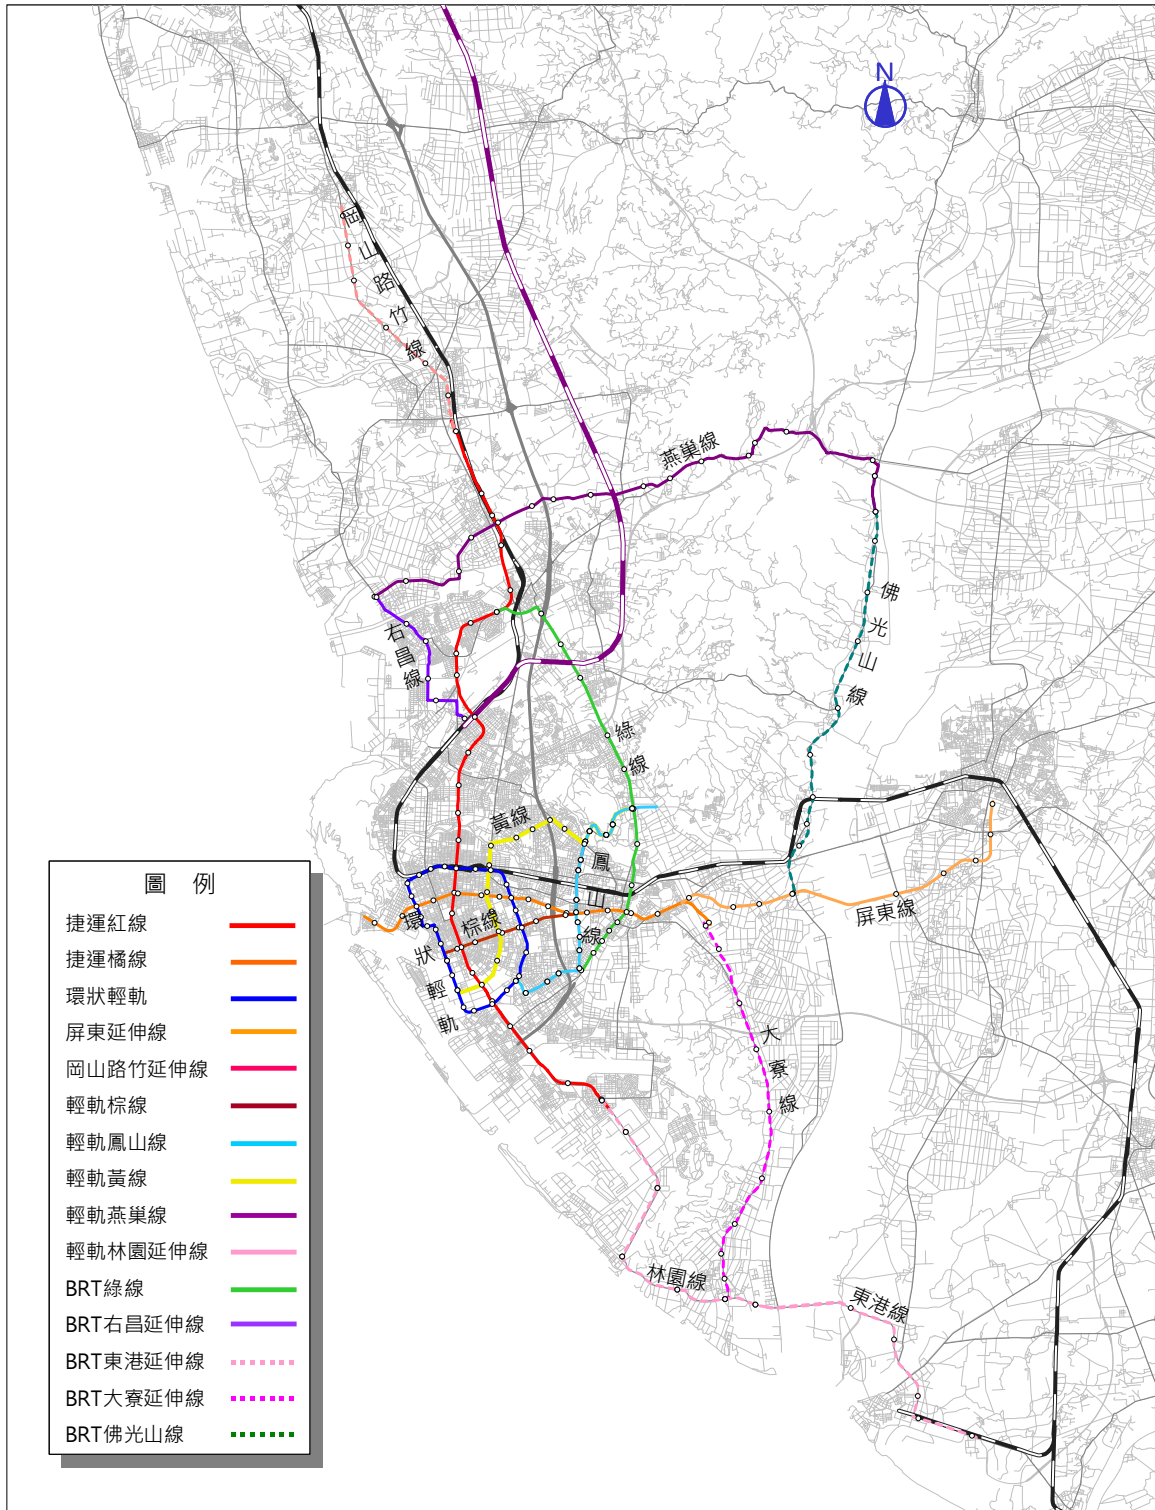 N
岡山路竹線
燕巢線
佛光山線
右昌線
綠線
黃線
鳳山線
環狀輕軌
棕線
屏東線
大寮線
林園線
東港線
圖 例
捷運紅線
捷運橘線
環狀輕軌
屏東延伸線
岡山路竹延伸線
輕軌棕線
輕軌鳳山線
輕軌黃線
輕軌燕巢線
輕軌林園延伸線
BRT綠線
BRT右昌延伸線
BRT東港延伸線
BRT大寮延伸線
BRT佛光山線